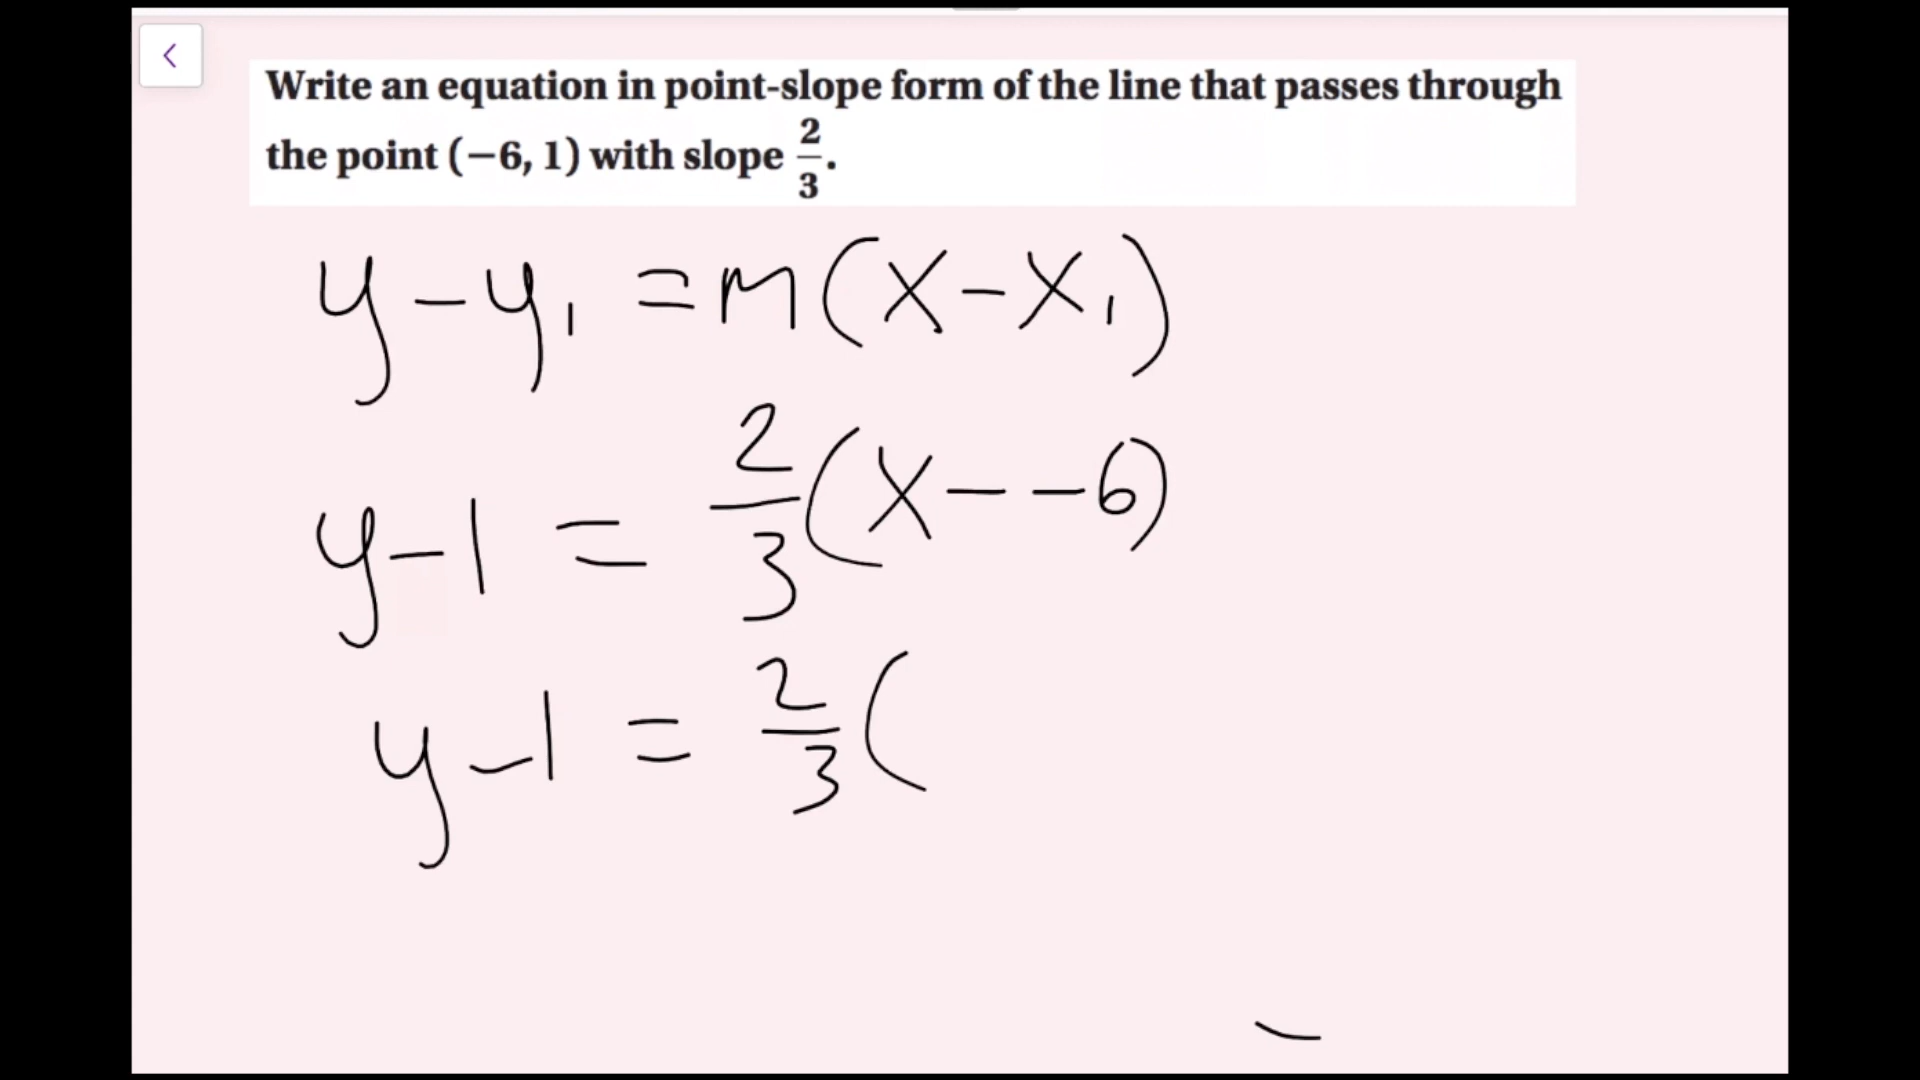 Write an equation in point-slope form of the line that passes through
the point (−6, 1) with slope 2/3.
y − y₁ = m(x − x₁)
y − 1 = 2/3(x − −6)
y − 1 = 2/3(